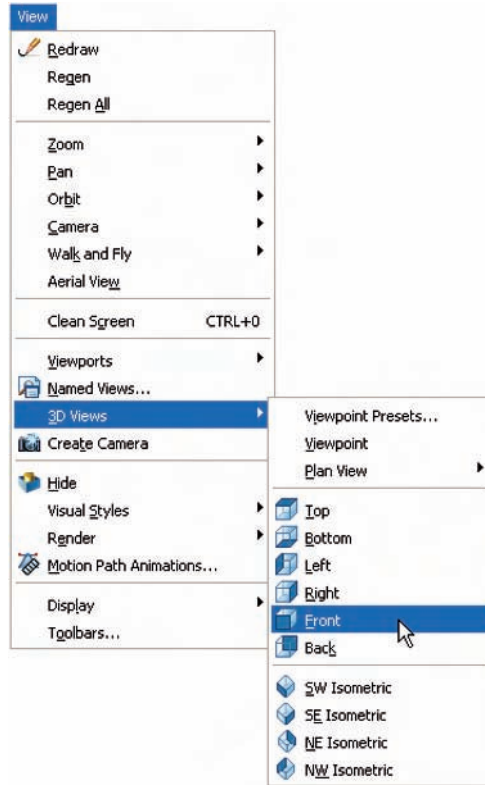 View
Redraw
Regen
Regen All
Zoom
Pan
Orbit
Camera
Walk and Fly
Aerial View
Clean Screen CTRL+0
Viewports
Named Views...
3D Views
Create Camera
Hide
Visual Styles
Render
Motion Path Animations...
Display
Toolbars...
Viewpoint Presets...
Viewpoint
Plan View
Top
Bottom
Left
Right
Front
Back
SW Isometric
SE Isometric
NE Isometric
NW Isometric